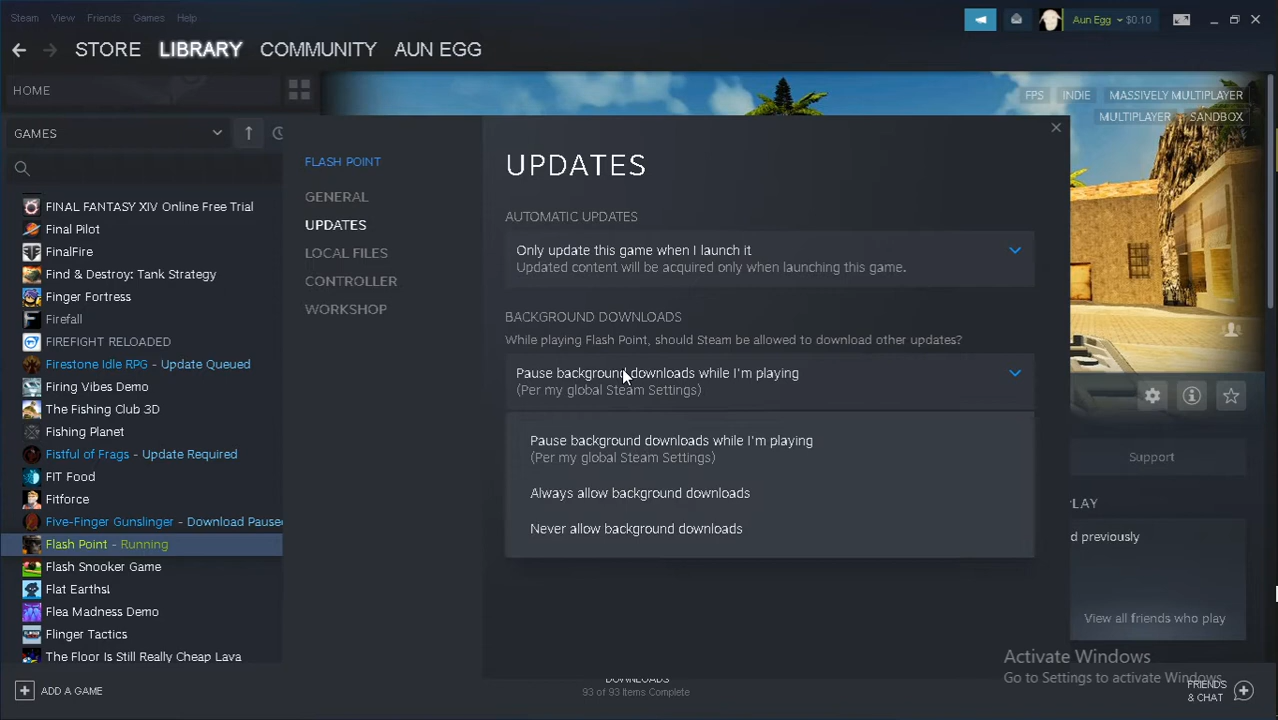 Steam View Friends Games Help
Aun Egg $0.10
STORE LIBRARY COMMUNITY AUN EGG
HOME
GAMES
FINAL FANTASY XIV Online Free Trial
Final Pilot
FinalFire
Find & Destroy: Tank Strategy
Finger Fortress
Firefall
FIREFIGHT RELOADED
Firestone Idle RPG - Update Queued
Firing Vibes Demo
The Fishing Club 3D
Fishing Planet
Fistful of Frags - Update Required
FIT Food
Fitforce
Five-Finger Gunslinger - Download Paused
Flash Point - Running
Flash Snooker Game
Flat Earths!
Flea Madness Demo
Flinger Tactics
The Floor Is Still Really Cheap Lava
ADD A GAME
FLASH POINT
GENERAL
UPDATES
LOCAL FILES
CONTROLLER
WORKSHOP
UPDATES
AUTOMATIC UPDATES
Only update this game when I launch it
Updated content will be acquired only when launching this game.
BACKGROUND DOWNLOADS
While playing Flash Point, should Steam be allowed to download other updates?
Pause background downloads while I'm playing
(Per my global Steam Settings)
Pause background downloads while I'm playing
(Per my global Steam Settings)
Always allow background downloads
Never allow background downloads
DOWNLOADS
93 of 93 Items Complete
FPS INDIE MASSIVELY MULTIPLAYER
MULTIPLAYER SANDBOX
Support
PLAY
d previously
View all friends who play
Activate Windows
Go to Settings to activate Windows.
FRIENDS
& CHAT